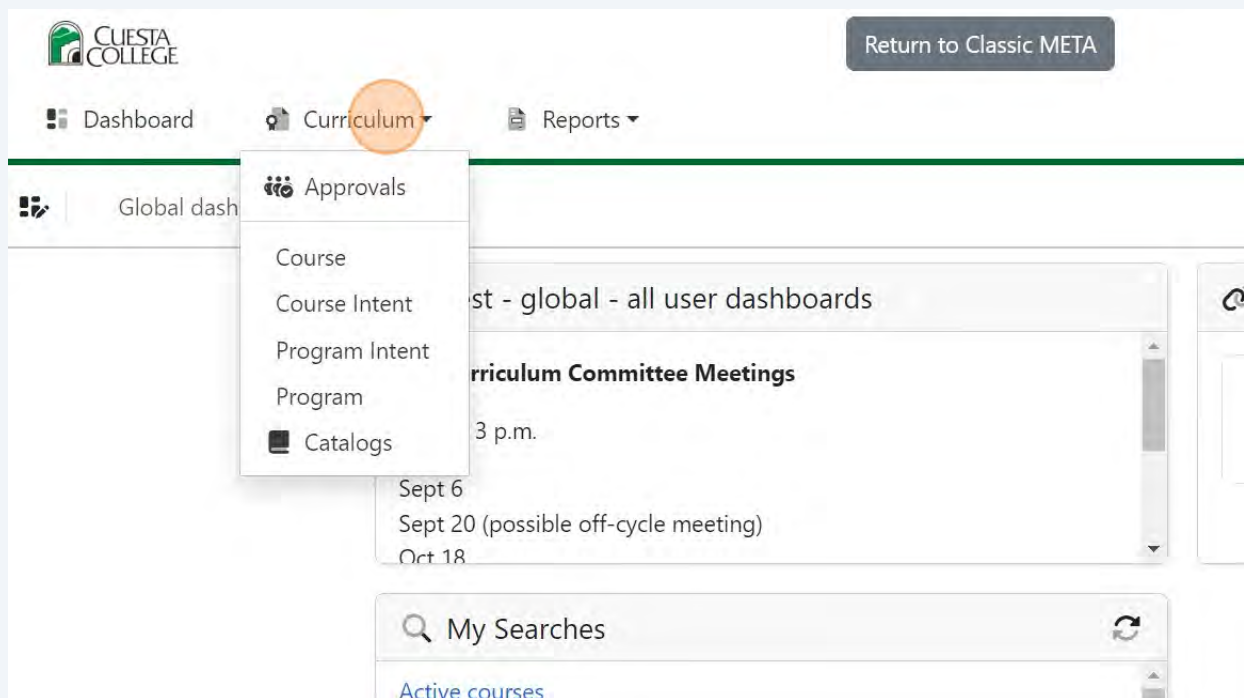 CUESTA
COLLEGE
Return to Classic META
Dashboard
Curriculum
Reports
Approvals
Global dash
Course
Course Intent
Program Intent
Program
Catalogs
st - global - all user dashboards
rriculum Committee Meetings
3 p.m.
Sept 6
Sept 20 (possible off-cycle meeting)
Oct 18
My Searches
Active courses